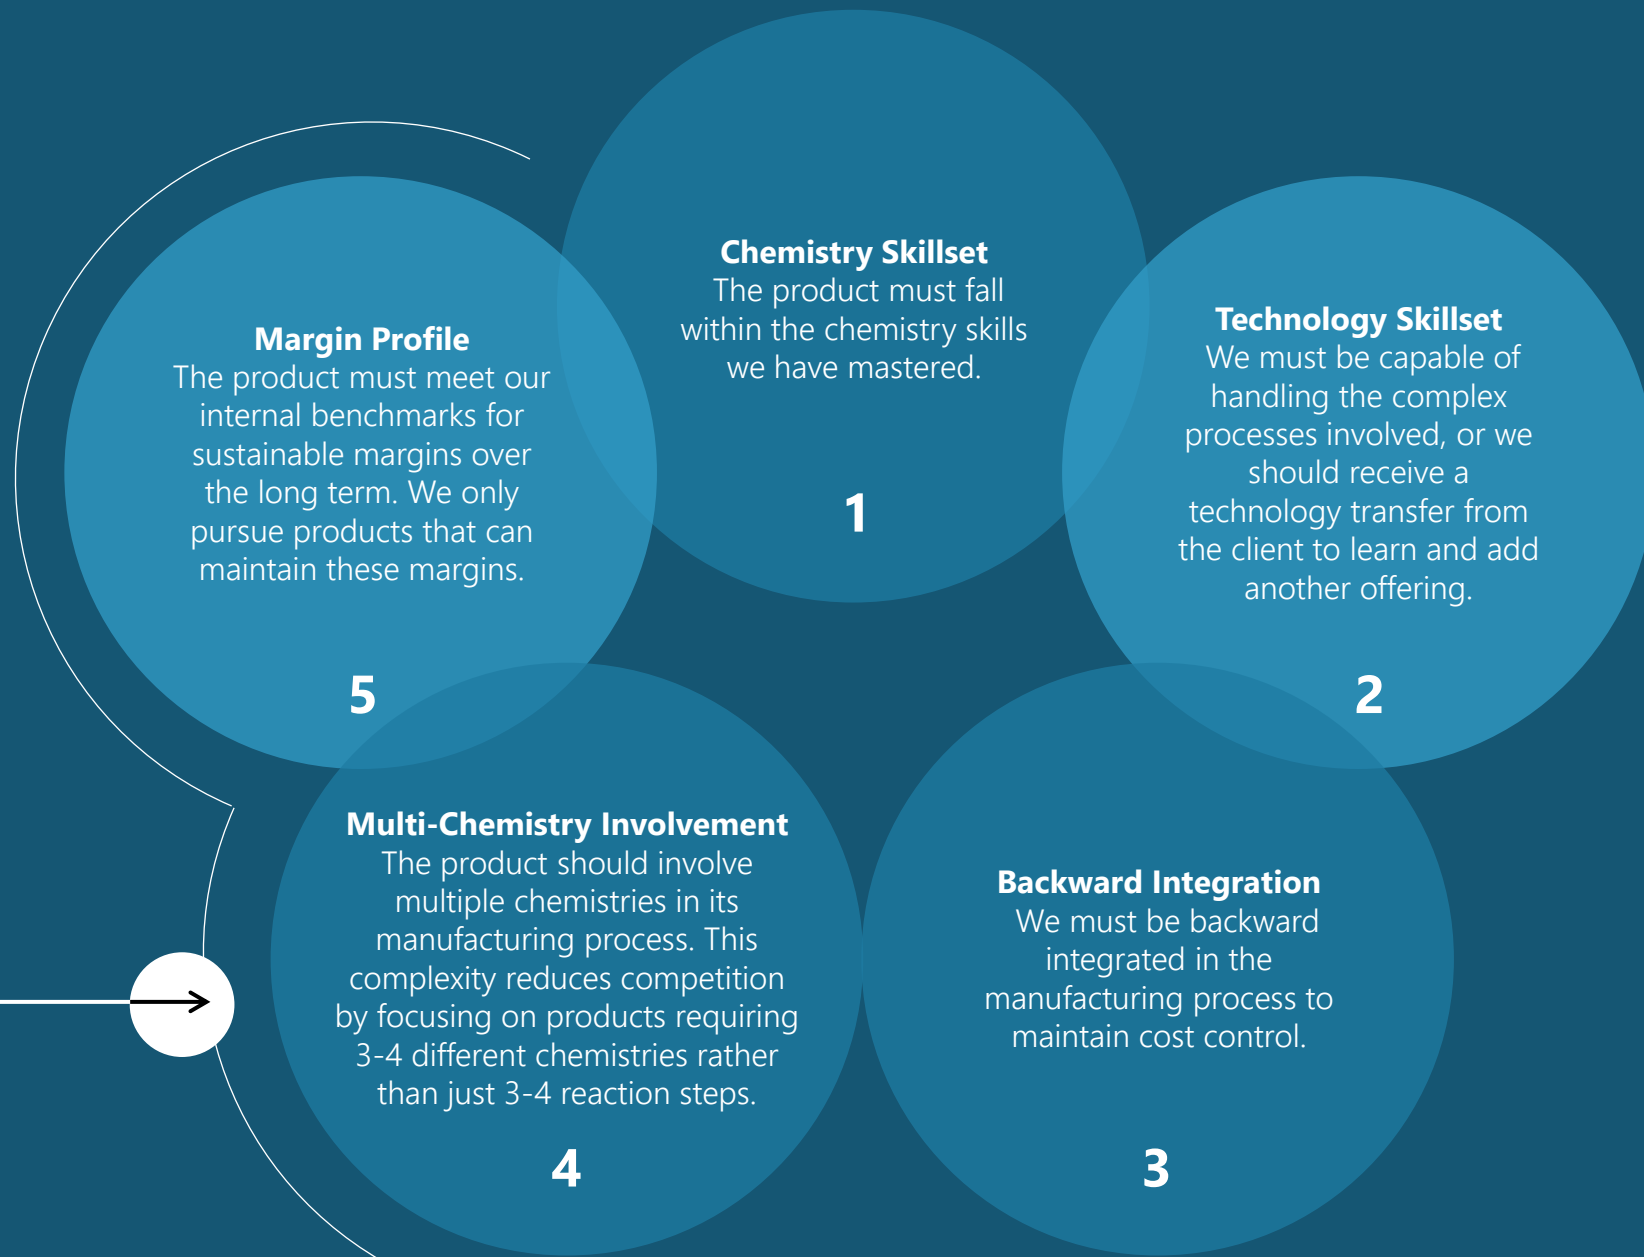 Chemistry Skillset
The product must fall
within the chemistry skills
we have mastered.
1
Technology Skillset
We must be capable of
handling the complex
processes involved, or we
should receive a
technology transfer from
the client to learn and add
another offering.
2
Backward Integration
We must be backward
integrated in the
manufacturing process to
maintain cost control.
3
Multi-Chemistry Involvement
The product should involve
multiple chemistries in its
manufacturing process. This
complexity reduces competition
by focusing on products requiring
3-4 different chemistries rather
than just 3-4 reaction steps.
4
Margin Profile
The product must meet our
internal benchmarks for
sustainable margins over
the long term. We only
pursue products that can
maintain these margins.
5